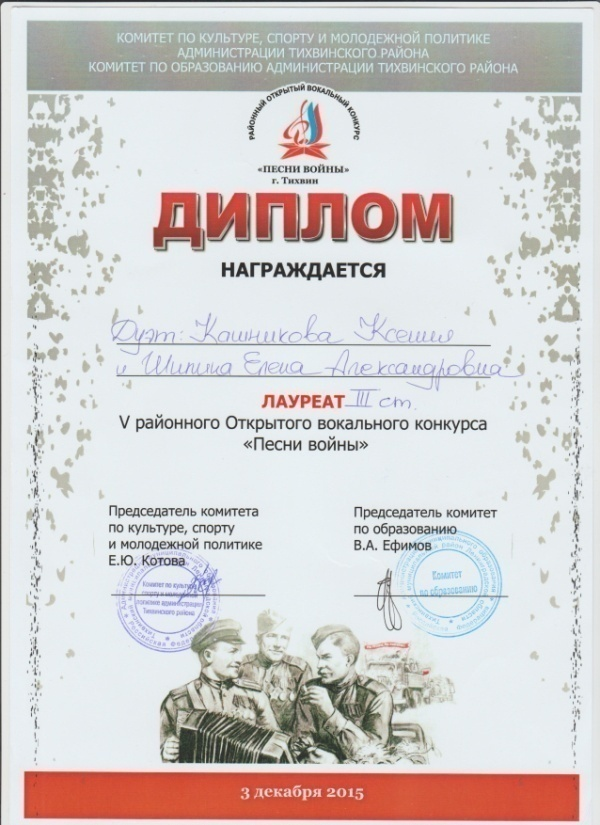 КОМИТЕТ ПО КУЛЬТУРЕ, СПОРТУ И МОЛОДЕЖНОЙ ПОЛИТИКЕ
АДМИНИСТРАЦИИ ТИХВИНСКОГО РАЙОНА
КОМИТЕТ ПО ОБРАЗОВАНИЮ АДМИНИСТРАЦИИ ТИХВИНСКОГО РАЙОНА
РАЙОННЫЙ ОТКРЫТЫЙ ВОКАЛЬНЫЙ КОНКУРС
«ПЕСНИ ВОЙНЫ»
г. Тихвин
ДИПЛОМ
НАГРАЖДАЕТСЯ
Дуэт: Кашникова Ксения
и Шипина Елена Александровна
ЛАУРЕАТ III ст.
V районного Открытого вокального конкурса
«Песни войны»
Председатель комитета
по культуре, спорту
и молодежной политике
Е.Ю. Котова
Председатель комитет
по образованию
В.А. Ефимов
Комитет по культуре,
спорту и молодежной
политике администрации
Тихвинского района
Комитет
по образованию
3 декабря 2015